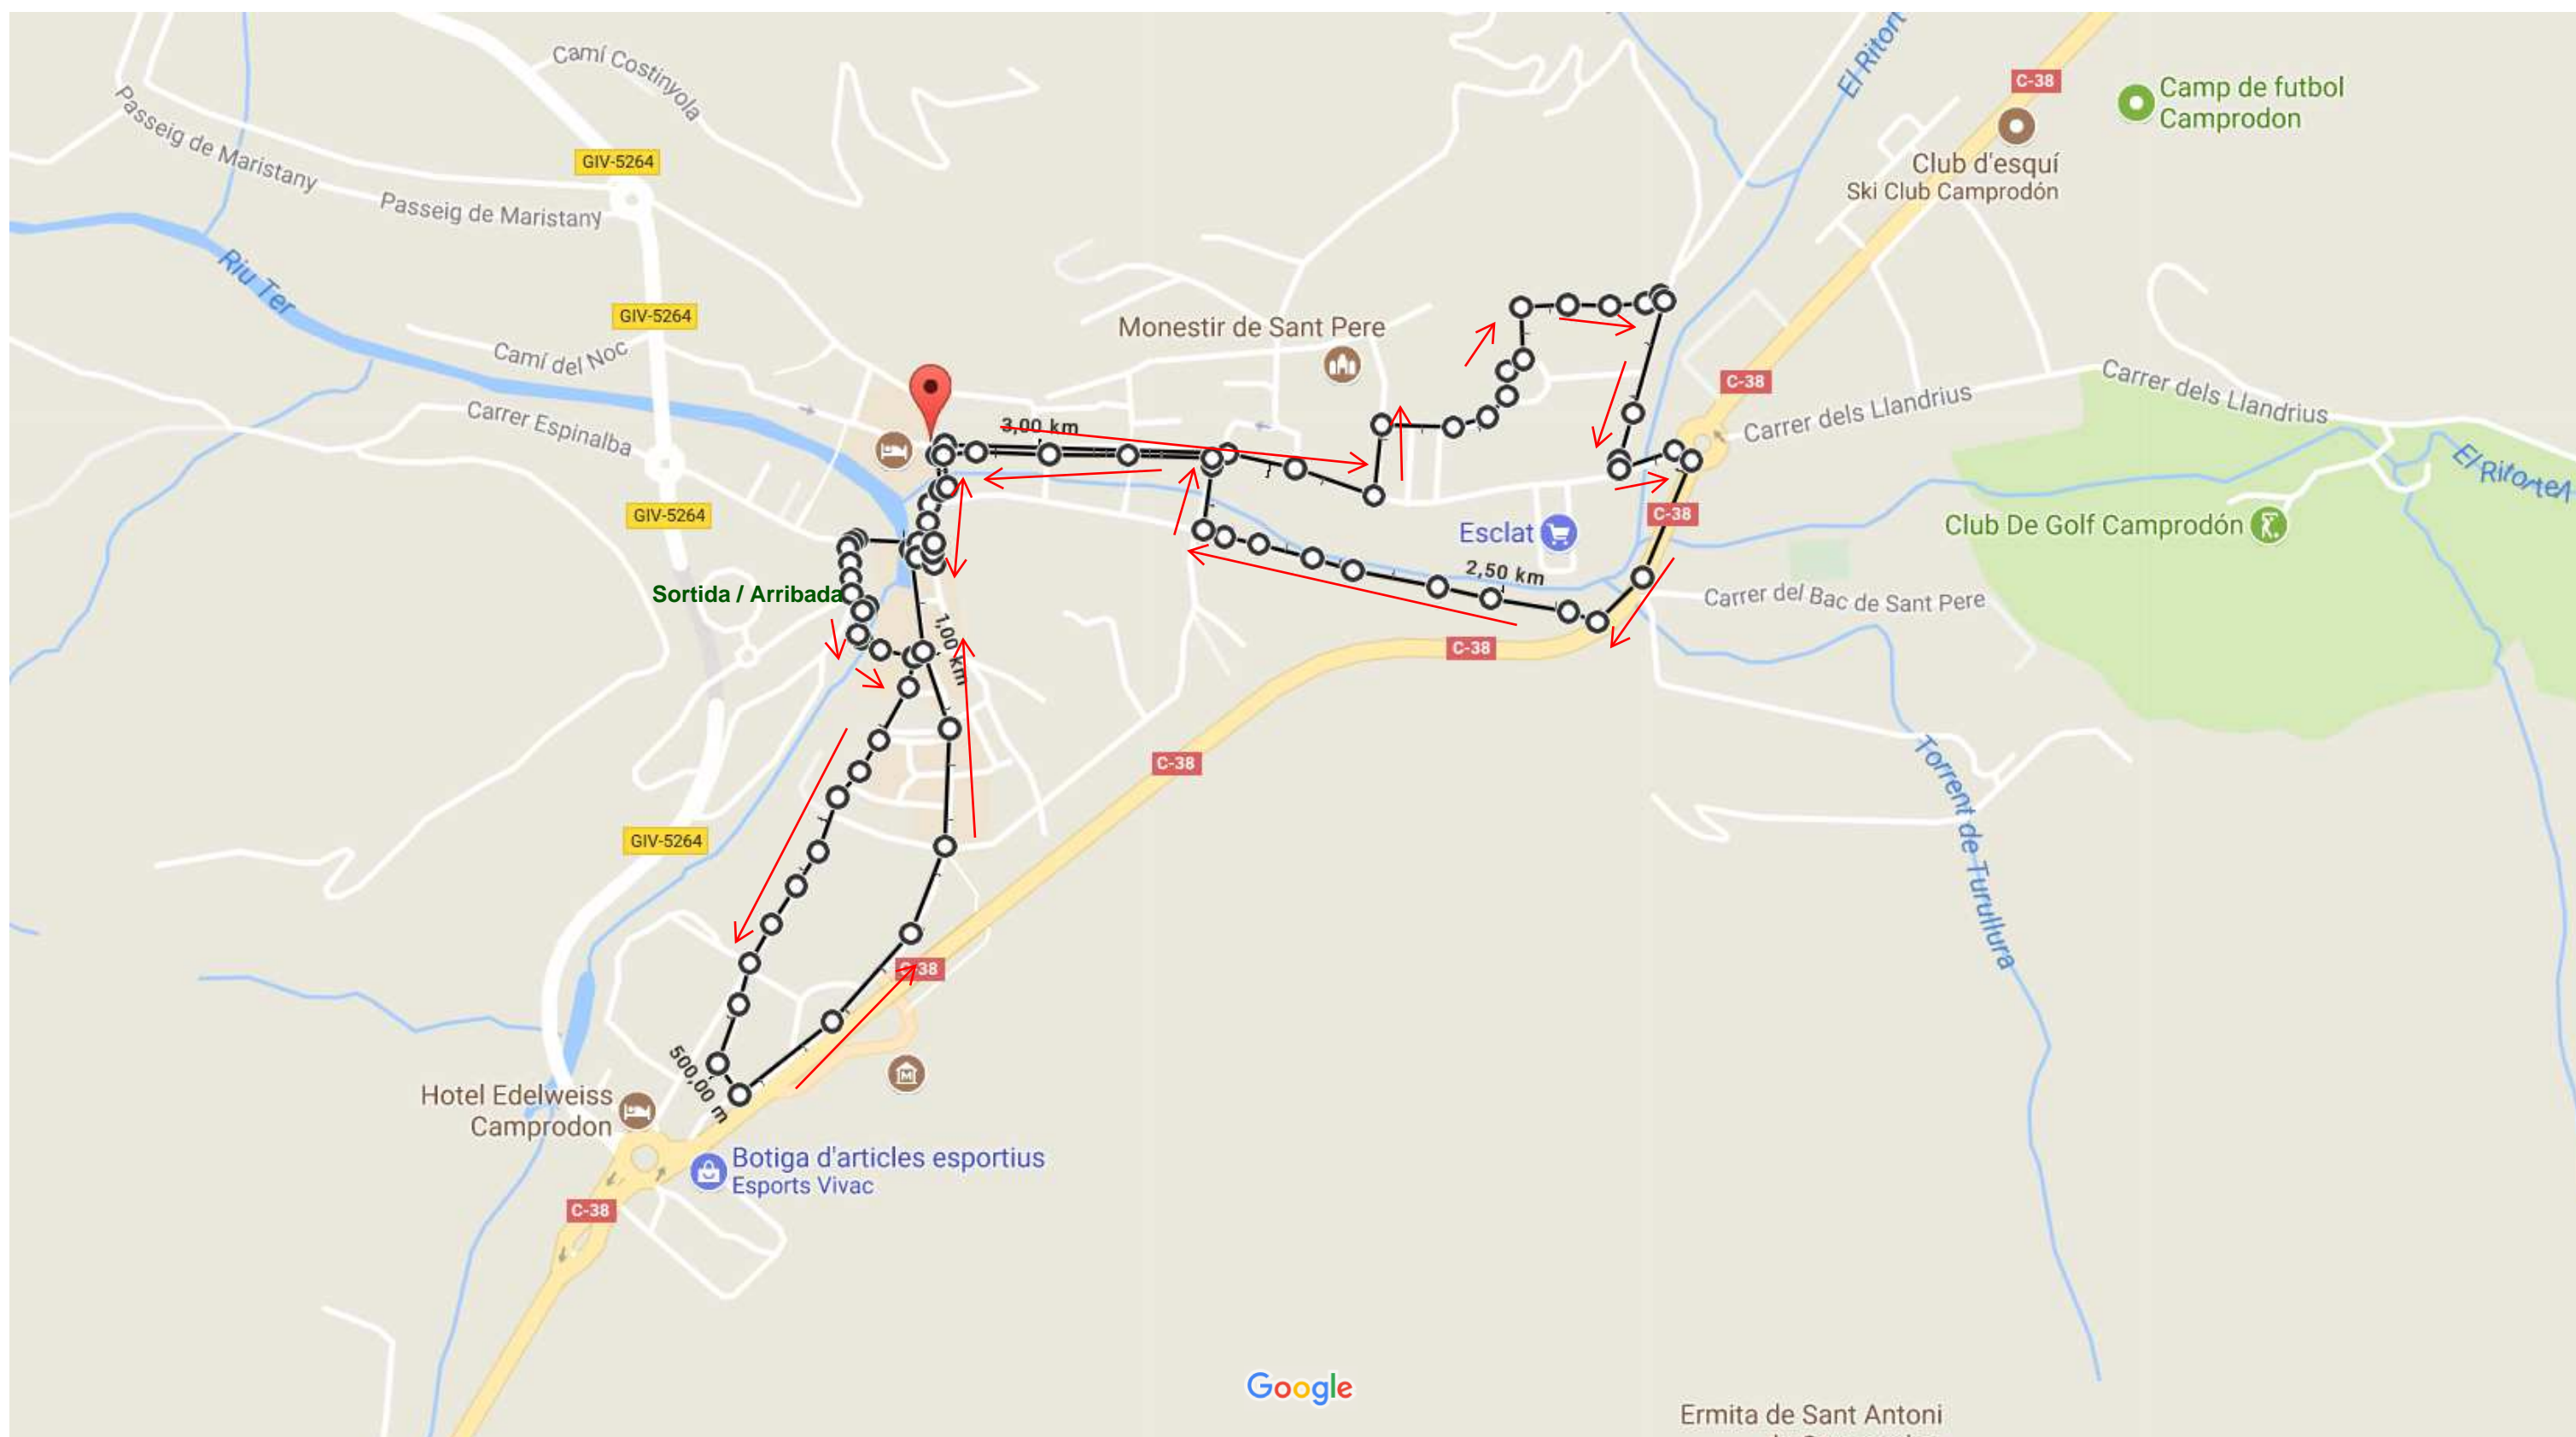 Camí Costinyola
El Ritort
C-38
Camp de futbol
Camprodon
Passeig de Maristany
GIV-5264
Club d'esquí
Ski Club Camprodón
Passeig de Maristany
Riu Ter
GIV-5264
Monestir de Sant Pere
Camí del Noc
C-38
Carrer dels Llandrius
Carrer dels Llandrius
Carrer Espinalba
3,00 km
El Ritortell
GIV-5264
C-38
Club De Golf Camprodón
Esclat
2,50 km
Sortida / Arribada
Carrer del Bac de Sant Pere
1,00 km
C-38
C-38
Torrent de Turullura
GIV-5264
C-38
500,00 m
M
Hotel Edelweiss
Camprodon
Botiga d'articles esportius
Esports Vivac
C-38
Google
Ermita de Sant Antoni